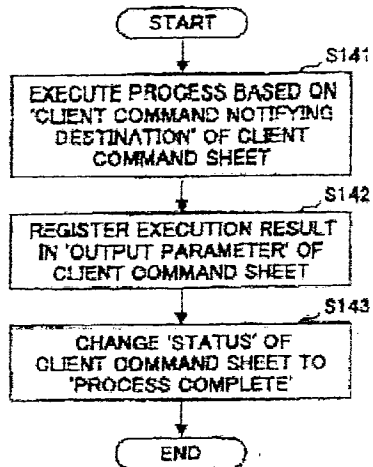 START
S141
EXECUTE PROCESS BASED ON
'CLIENT COMMAND NOTIFYING
DESTINATION' OF CLIENT
COMMAND SHEET
S142
REGISTER EXECUTION RESULT
IN 'OUTPUT PARAMETER' OF
CLIENT COMMAND SHEET
S143
CHANGE 'STATUS' OF
CLIENT COMMAND SHEET TO
'PROCESS COMPLETE'
END